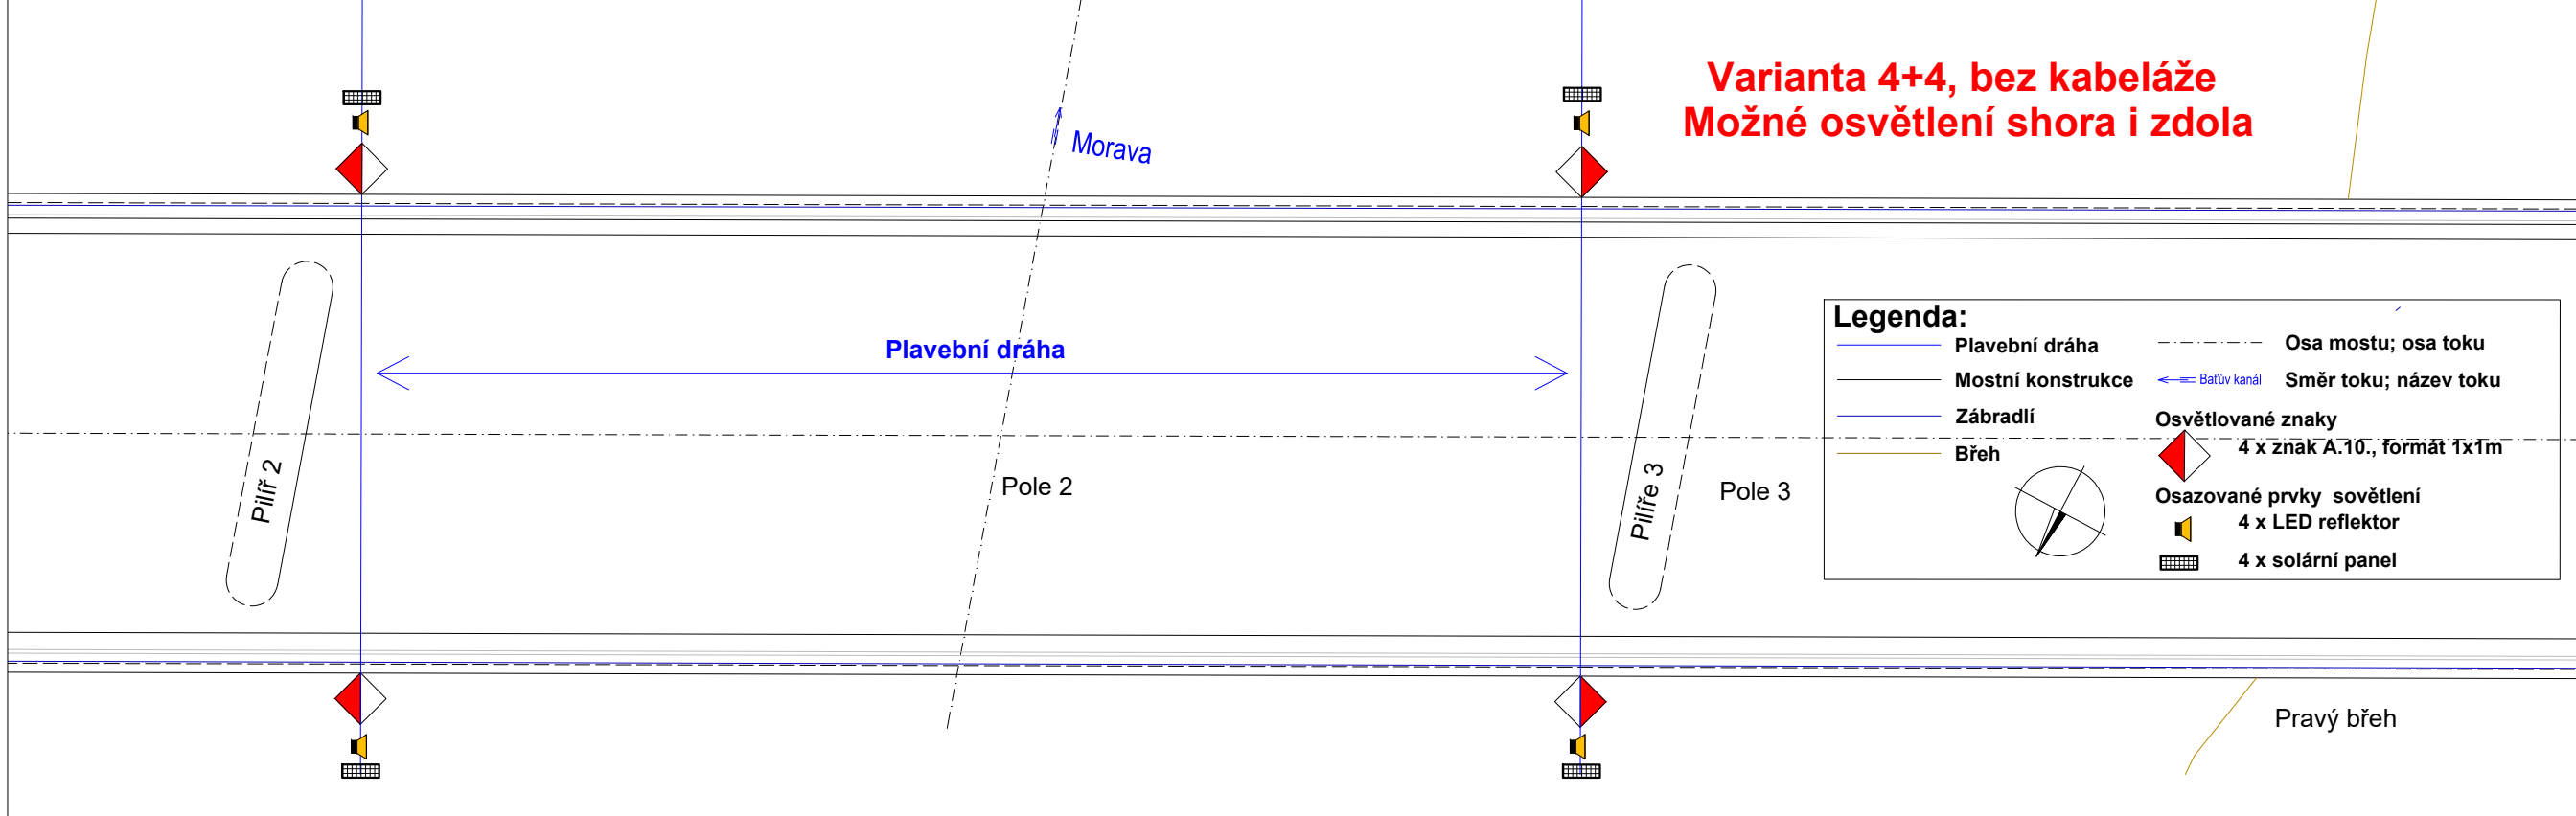 Varianta 4+4, bez kabeláže
Možné osvětlení shora i zdola
Morava
Plavební dráha
Pilíř 2
Pole 2
Pilíře 3
Pole 3
Legenda:
Plavební dráha
Mostní konstrukce
Zábradlí
Břeh
Osa mostu; osa toku
Baťův kanál
Směr toku; název toku
Osvětlované znaky
4 x znak A.10., formát 1x1m
Osazované prvky sovětlení
4 x LED reflektor
4 x solární panel
Pravý břeh